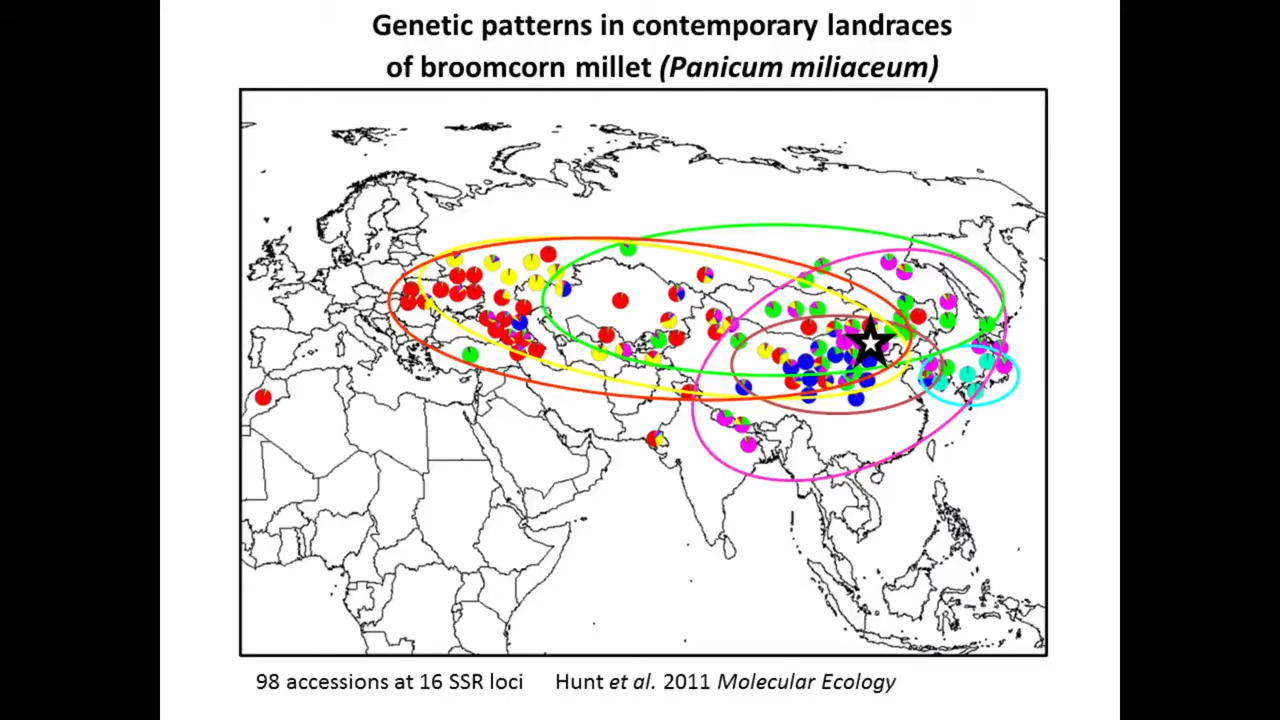 Genetic patterns in contemporary landraces
of broomcorn millet (Panicum miliaceum)
98 accessions at 16 SSR loci Hunt et al. 2011 Molecular Ecology